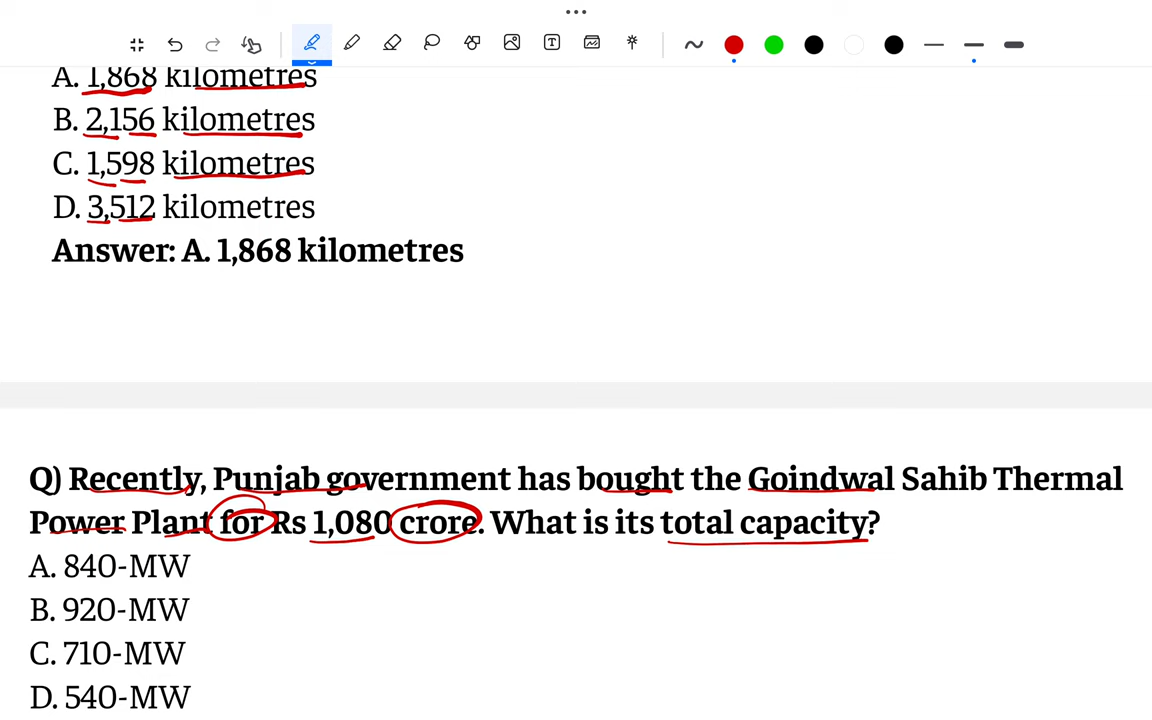 A. 1,868 kilometres
B. 2,156 kilometres
C. 1,598 kilometres
D. 3,512 kilometres
Answer: A. 1,868 kilometres
Q) Recently, Punjab government has bought the Goindwal Sahib Thermal
Power Plant for Rs 1,080 crore. What is its total capacity?
A. 840-MW
B. 920-MW
C. 710-MW
D. 540-MW